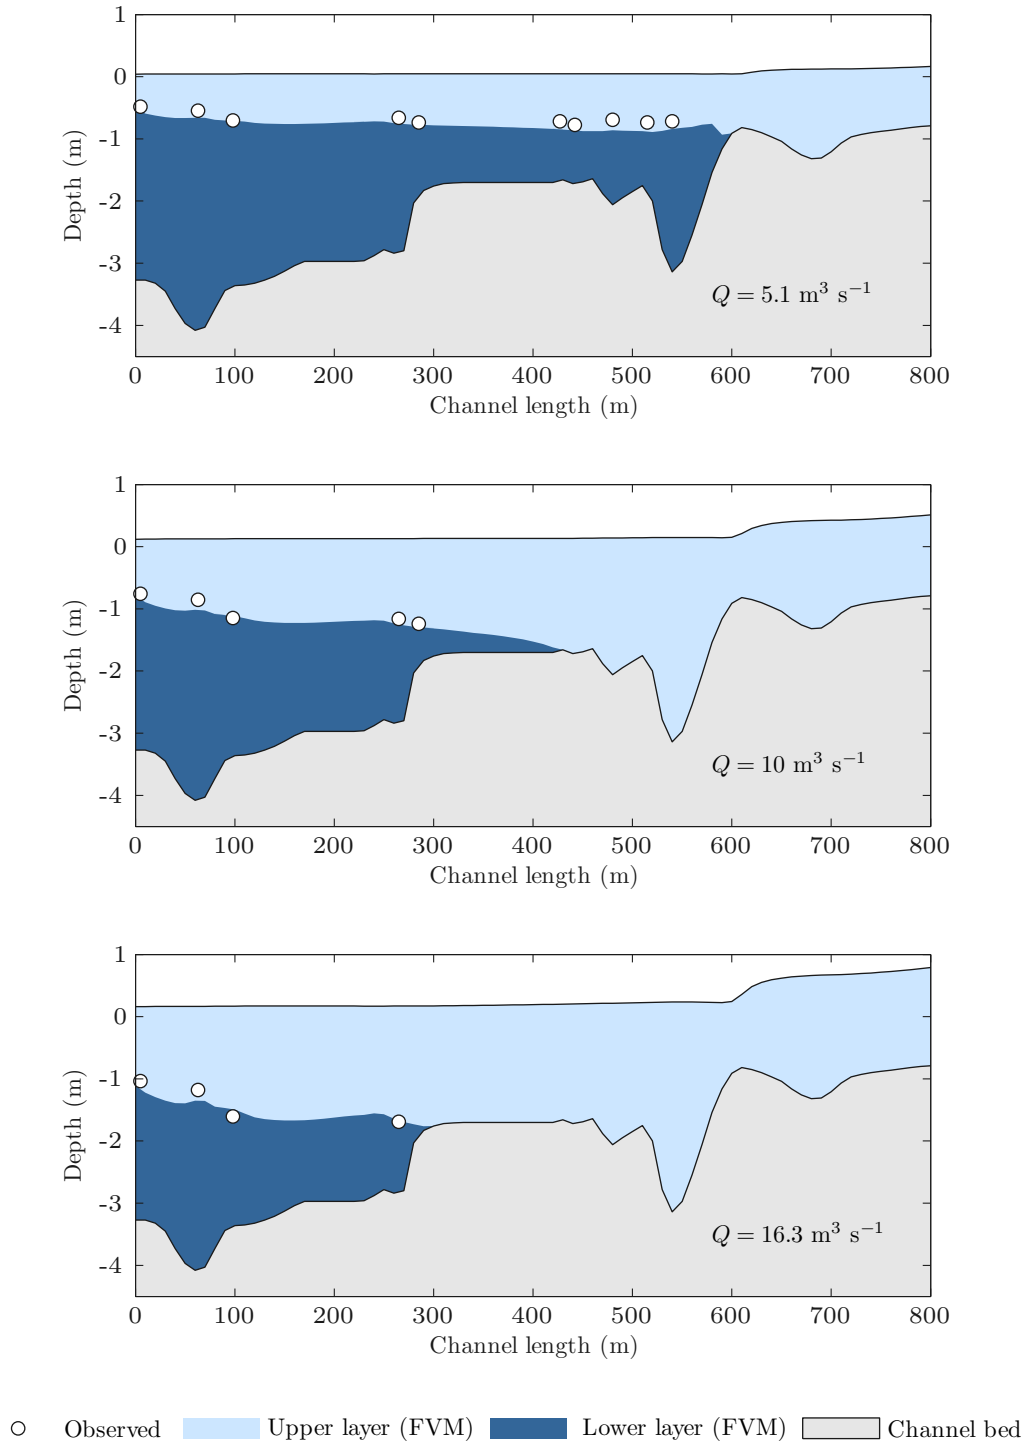 1
0
-1
-2
-3
-4
Depth (m)
Q = 5.1 m³ s⁻¹
0 100 200 300 400 500 600 700 800
Channel length (m)
1
0
-1
-2
-3
-4
Depth (m)
Q = 10 m³ s⁻¹
0 100 200 300 400 500 600 700 800
Channel length (m)
1
0
-1
-2
-3
-4
Depth (m)
Q = 16.3 m³ s⁻¹
0 100 200 300 400 500 600 700 800
Channel length (m)
Observed Upper layer (FVM) Lower layer (FVM) Channel bed